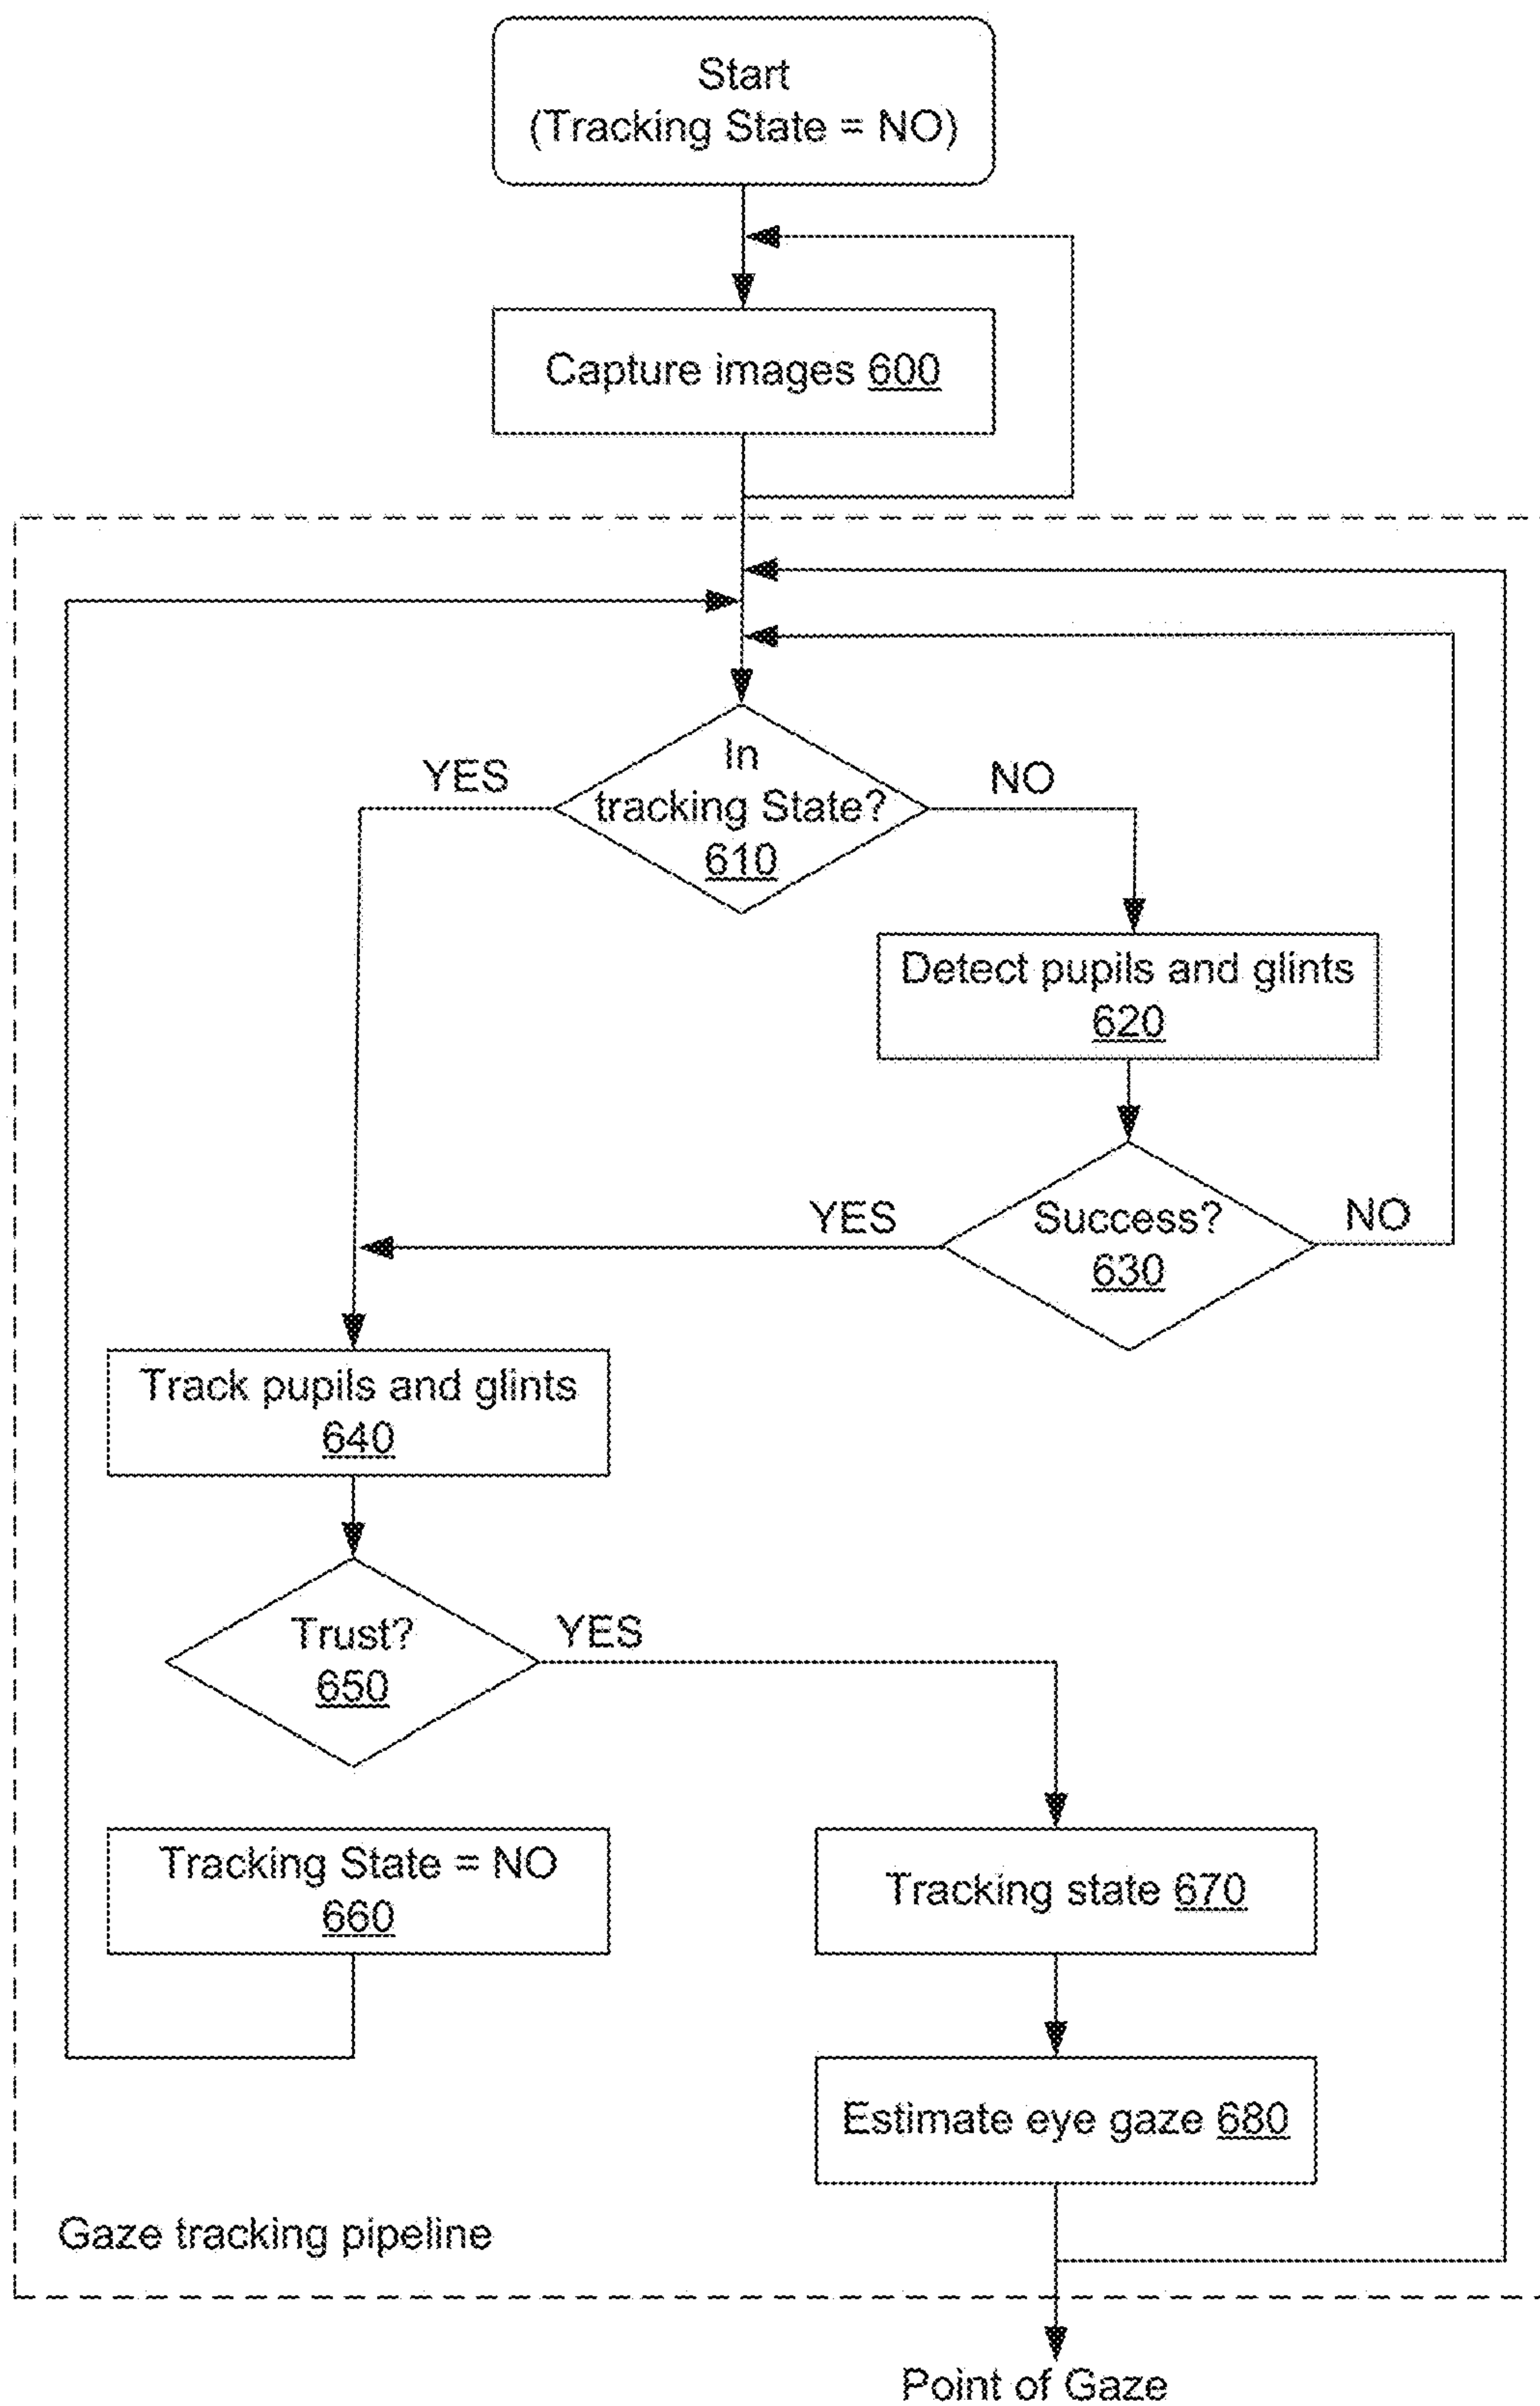 Start
(Tracking State = NO)
Capture images 600
In
tracking State?
610
YES
NO
Detect pupils and glints
620
Success?
630
YES
NO
Track pupils and glints
640
Trust?
650
YES
Tracking State = NO
660
Tracking state 670
Estimate eye gaze 680
Gaze tracking pipeline
Point of Gaze